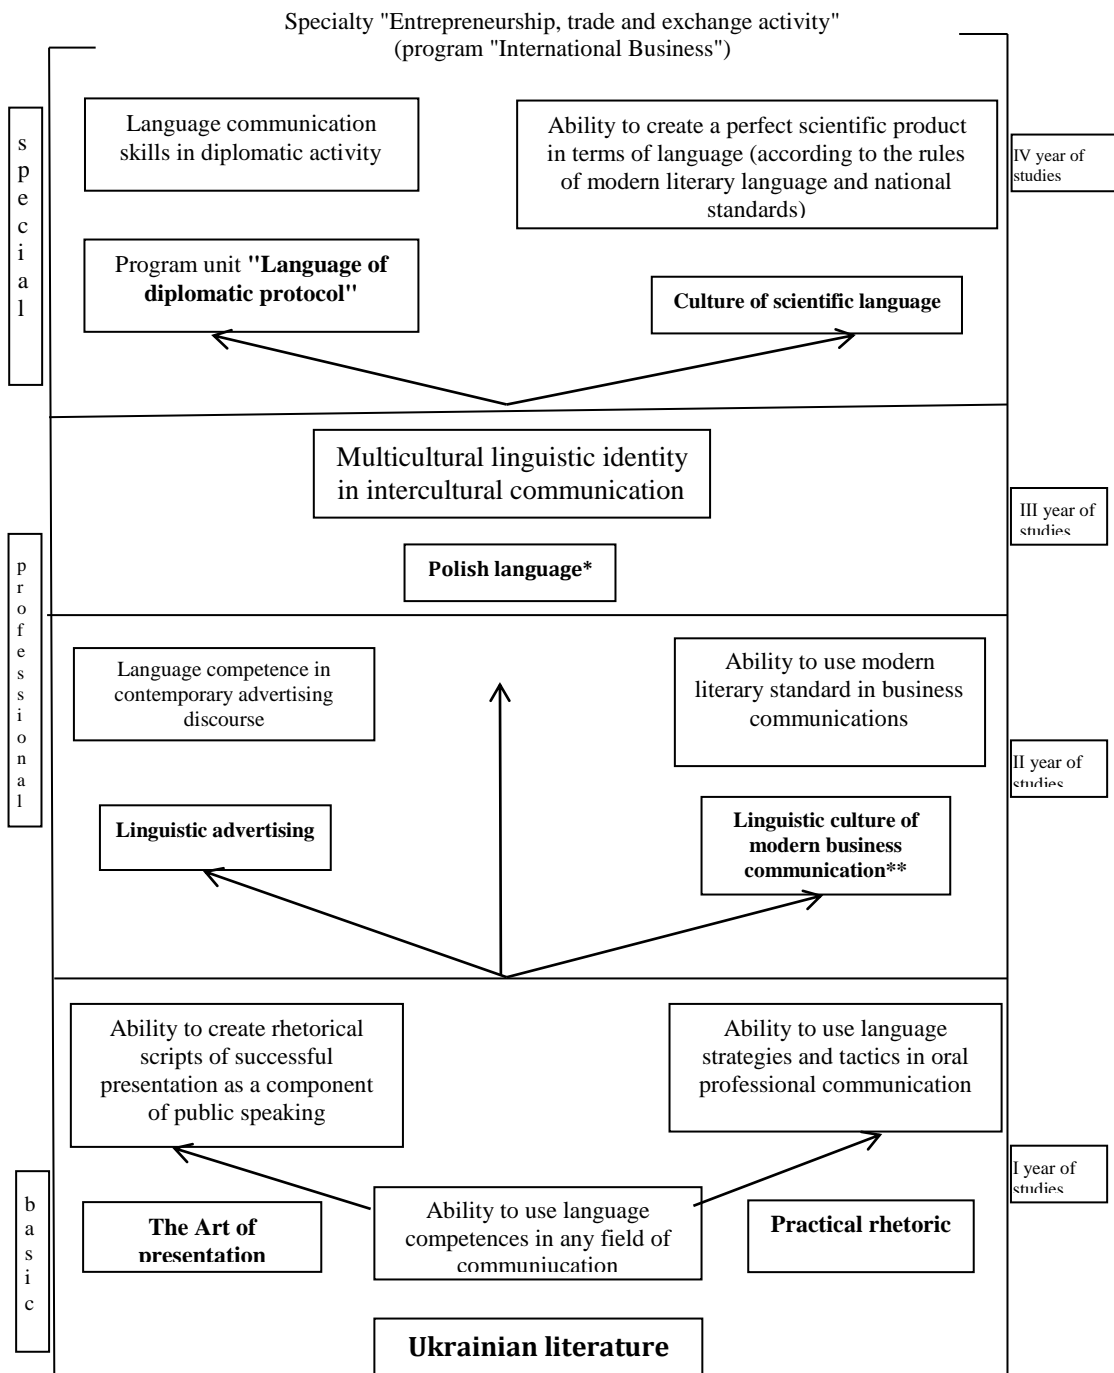 Specialty "Entrepreneurship, trade and exchange activity"
(program "International Business")
special
Language communication
skills in diplomatic activity
Ability to create a perfect scientific product
in terms of language (according to the rules
of modern literary language and national
standards)
IV year of
studies
Program unit "Language of
diplomatic protocol"
Culture of scientific language
Multicultural linguistic identity
in intercultural communication
III year of
studies
professional
Polish language*
Language competence in
contemporary advertising
discourse
Ability to use modern
literary standard in business
communications
II year of
studies
Linguistic advertising
Linguistic culture of
modern business
communication**
Ability to create rhetorical
scripts of successful
presentation as a component
of public speaking
Ability to use language
strategies and tactics in oral
professional communication
I year of
studies
basic
The Art of
presentation
Ability to use language
competences in any field of
communiucation
Practical rhetoric
Ukrainian literature